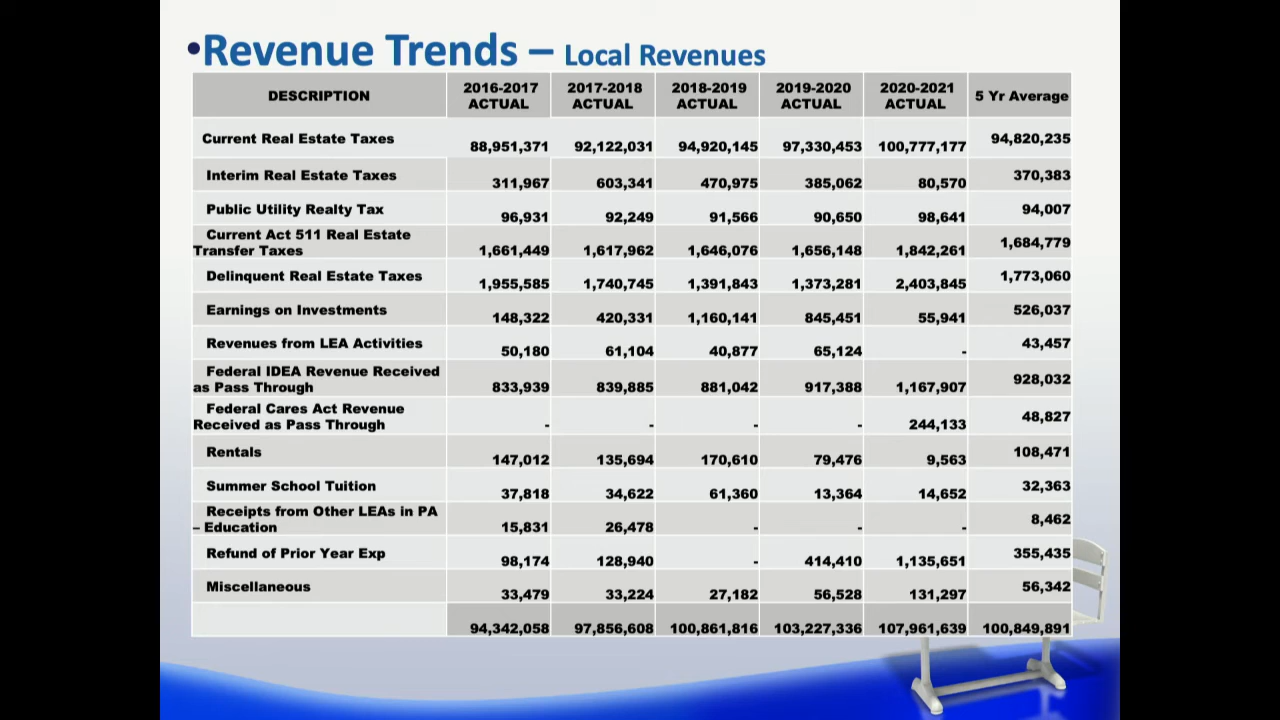 •Revenue Trends – Local Revenues
DESCRIPTION 2016-2017 ACTUAL 2017-2018 ACTUAL 2018-2019 ACTUAL 2019-2020 ACTUAL 2020-2021 ACTUAL 5 Yr Average
Current Real Estate Taxes 88,951,371 92,122,031 94,920,145 97,330,453 100,777,177 94,820,235
Interim Real Estate Taxes 311,967 603,341 470,975 385,062 80,570 370,383
Public Utility Realty Tax 96,931 92,249 91,566 90,650 98,641 94,007
Current Act 511 Real Estate Transfer Taxes 1,661,449 1,617,962 1,646,076 1,656,148 1,842,261 1,684,779
Delinquent Real Estate Taxes 1,955,585 1,740,745 1,391,843 1,373,281 2,403,845 1,773,060
Earnings on Investments 148,322 420,331 1,160,141 845,451 55,941 526,037
Revenues from LEA Activities 50,180 61,104 40,877 65,124 - 43,457
Federal IDEA Revenue Received as Pass Through 833,939 839,885 881,042 917,388 1,167,907 928,032
Federal Cares Act Revenue Received as Pass Through - - - - 244,133 48,827
Rentals 147,012 135,694 170,610 79,476 9,563 108,471
Summer School Tuition 37,818 34,622 61,360 13,364 14,652 32,363
Receipts from Other LEAs in PA – Education 15,831 26,478 - - - 8,462
Refund of Prior Year Exp 98,174 128,940 - 414,410 1,135,651 355,435
Miscellaneous 33,479 33,224 27,182 56,528 131,297 56,342
94,342,058 97,856,608 100,861,816 103,227,336 107,961,639 100,849,891